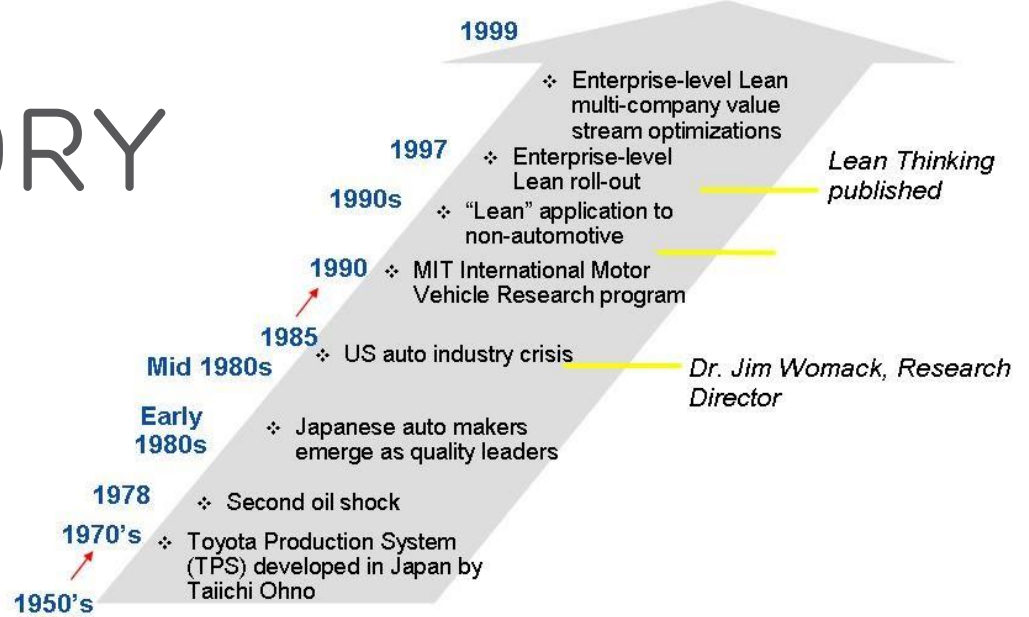 ORY
1999
❖ Enterprise-level Lean
multi-company value
stream optimizations
1997
❖ Enterprise-level
Lean roll-out
Lean Thinking
published
1990s
❖ “Lean” application to
non-automotive
1990
❖ MIT International Motor
Vehicle Research program
1985
Mid 1980s
❖ US auto industry crisis
Dr. Jim Womack, Research
Director
Early
1980s
❖ Japanese auto makers
emerge as quality leaders
1978
❖ Second oil shock
1970’s
❖ Toyota Production System
(TPS) developed in Japan by
Taiichi Ohno
1950’s